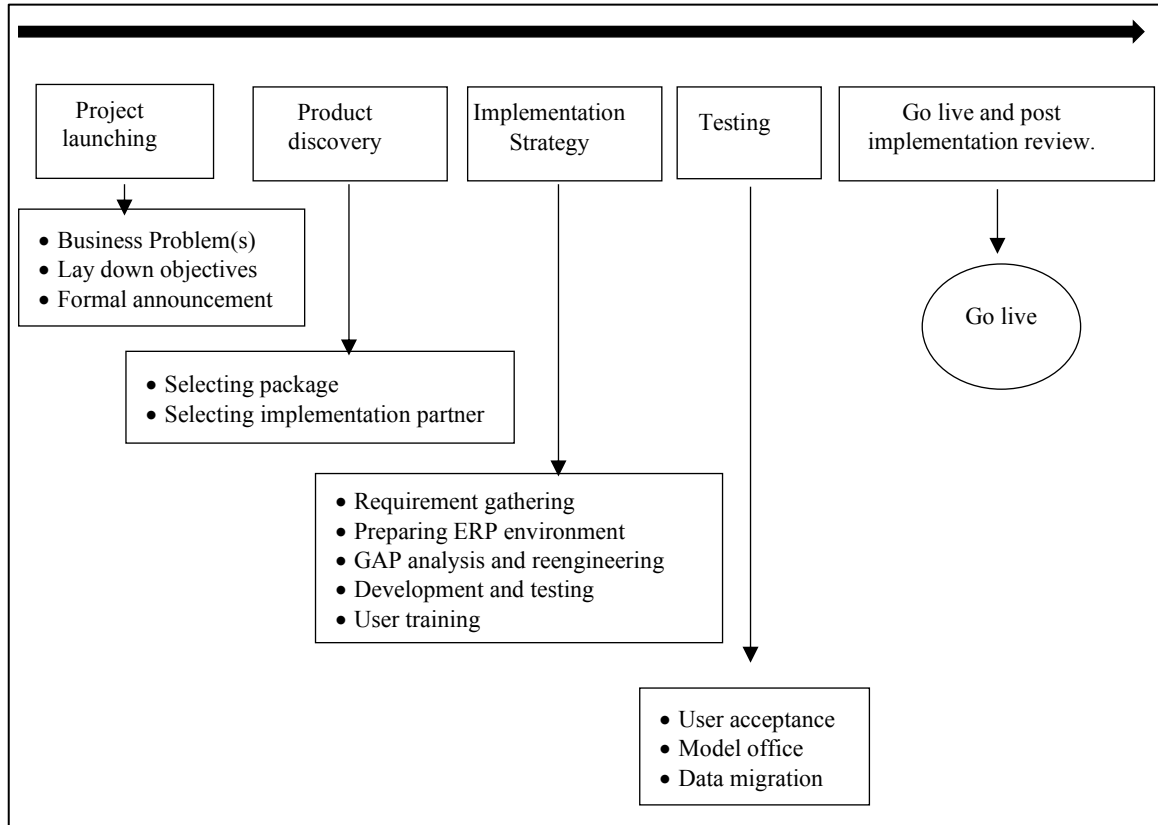 Project
launching
Product
discovery
Implementation
Strategy
Testing
Go live and post
implementation review.
• Business Problem(s)
• Lay down objectives
• Formal announcement
Go live
• Selecting package
• Selecting implementation partner
• Requirement gathering
• Preparing ERP environment
• GAP analysis and reengineering
• Development and testing
• User training
• User acceptance
• Model office
• Data migration